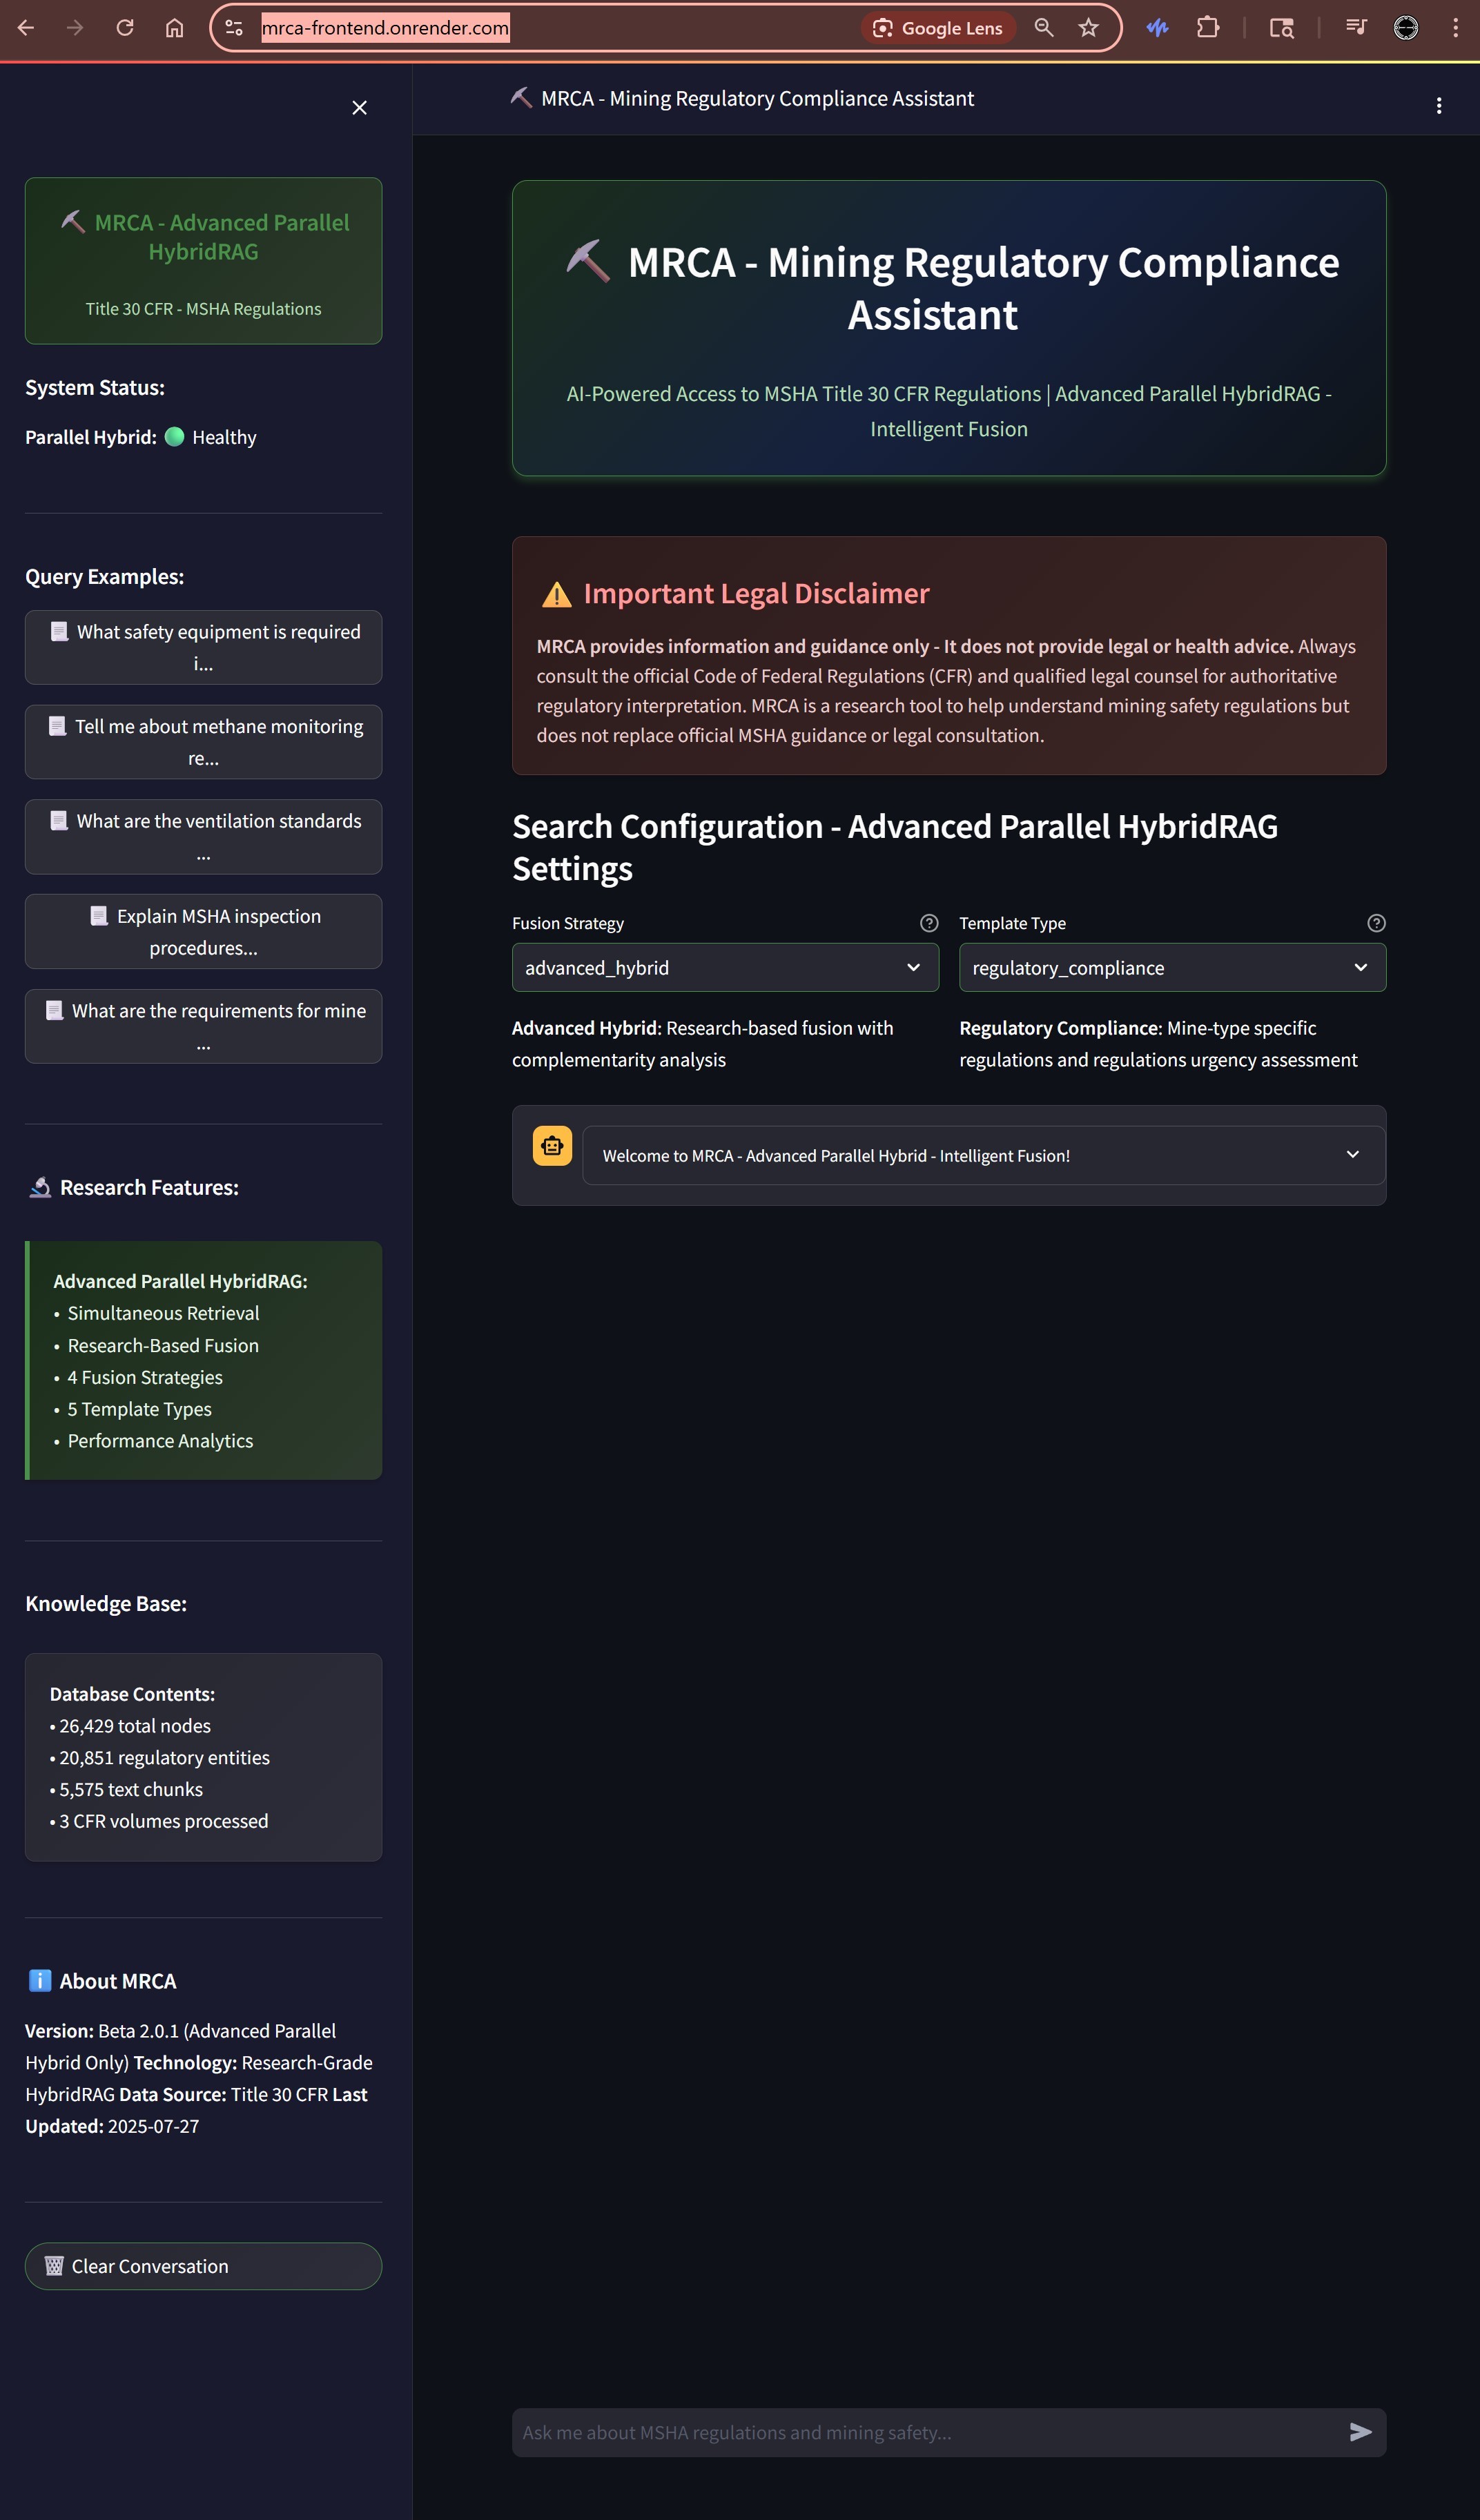 mrca-frontend.onrender.com
Google Lens
MRCA - Advanced Parallel
HybridRAG
Title 30 CFR - MSHA Regulations
System Status:
Parallel Hybrid: Healthy
Query Examples:
What safety equipment is required
i...
Tell me about methane monitoring
re...
What are the ventilation standards
...
Explain MSHA inspection
procedures...
What are the requirements for mine
...
Research Features:
Advanced Parallel HybridRAG:
• Simultaneous Retrieval
• Research-Based Fusion
• 4 Fusion Strategies
• 5 Template Types
• Performance Analytics
Knowledge Base:
Database Contents:
• 26,429 total nodes
• 20,851 regulatory entities
• 5,575 text chunks
• 3 CFR volumes processed
About MRCA
Version: Beta 2.0.1 (Advanced Parallel
Hybrid Only) Technology: Research-Grade
HybridRAG Data Source: Title 30 CFR Last
Updated: 2025-07-27
Clear Conversation
MRCA - Mining Regulatory Compliance Assistant
MRCA - Mining Regulatory Compliance
Assistant
AI-Powered Access to MSHA Title 30 CFR Regulations | Advanced Parallel HybridRAG -
Intelligent Fusion
Important Legal Disclaimer
MRCA provides information and guidance only - It does not provide legal or health advice. Always
consult the official Code of Federal Regulations (CFR) and qualified legal counsel for authoritative
regulatory interpretation. MRCA is a research tool to help understand mining safety regulations but
does not replace official MSHA guidance or legal consultation.
Search Configuration - Advanced Parallel HybridRAG
Settings
Fusion Strategy
advanced_hybrid
Advanced Hybrid: Research-based fusion with
complementarity analysis
Template Type
regulatory_compliance
Regulatory Compliance: Mine-type specific
regulations and regulations urgency assessment
Welcome to MRCA - Advanced Parallel Hybrid - Intelligent Fusion!
Ask me about MSHA regulations and mining safety...